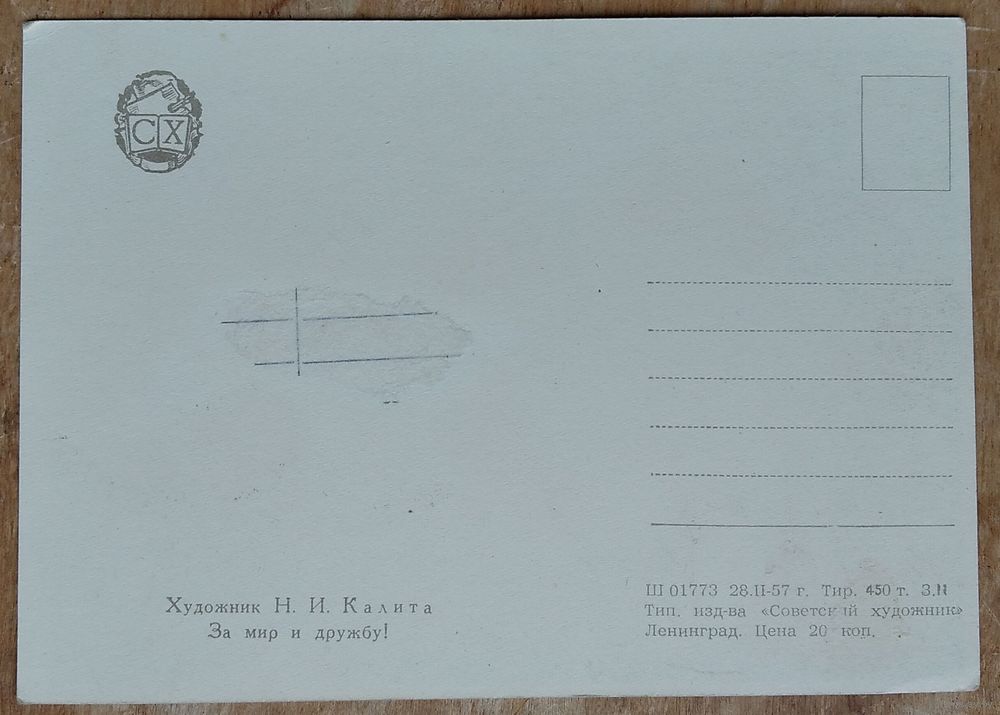 СХ
Художник Н. И. Калита
За мир и дружбу!
Ш 01773 28.II-57 г. Тир. 450 т. З.
Тип. изд-ва «Советский художник»
Ленинград. Цена 20 коп.